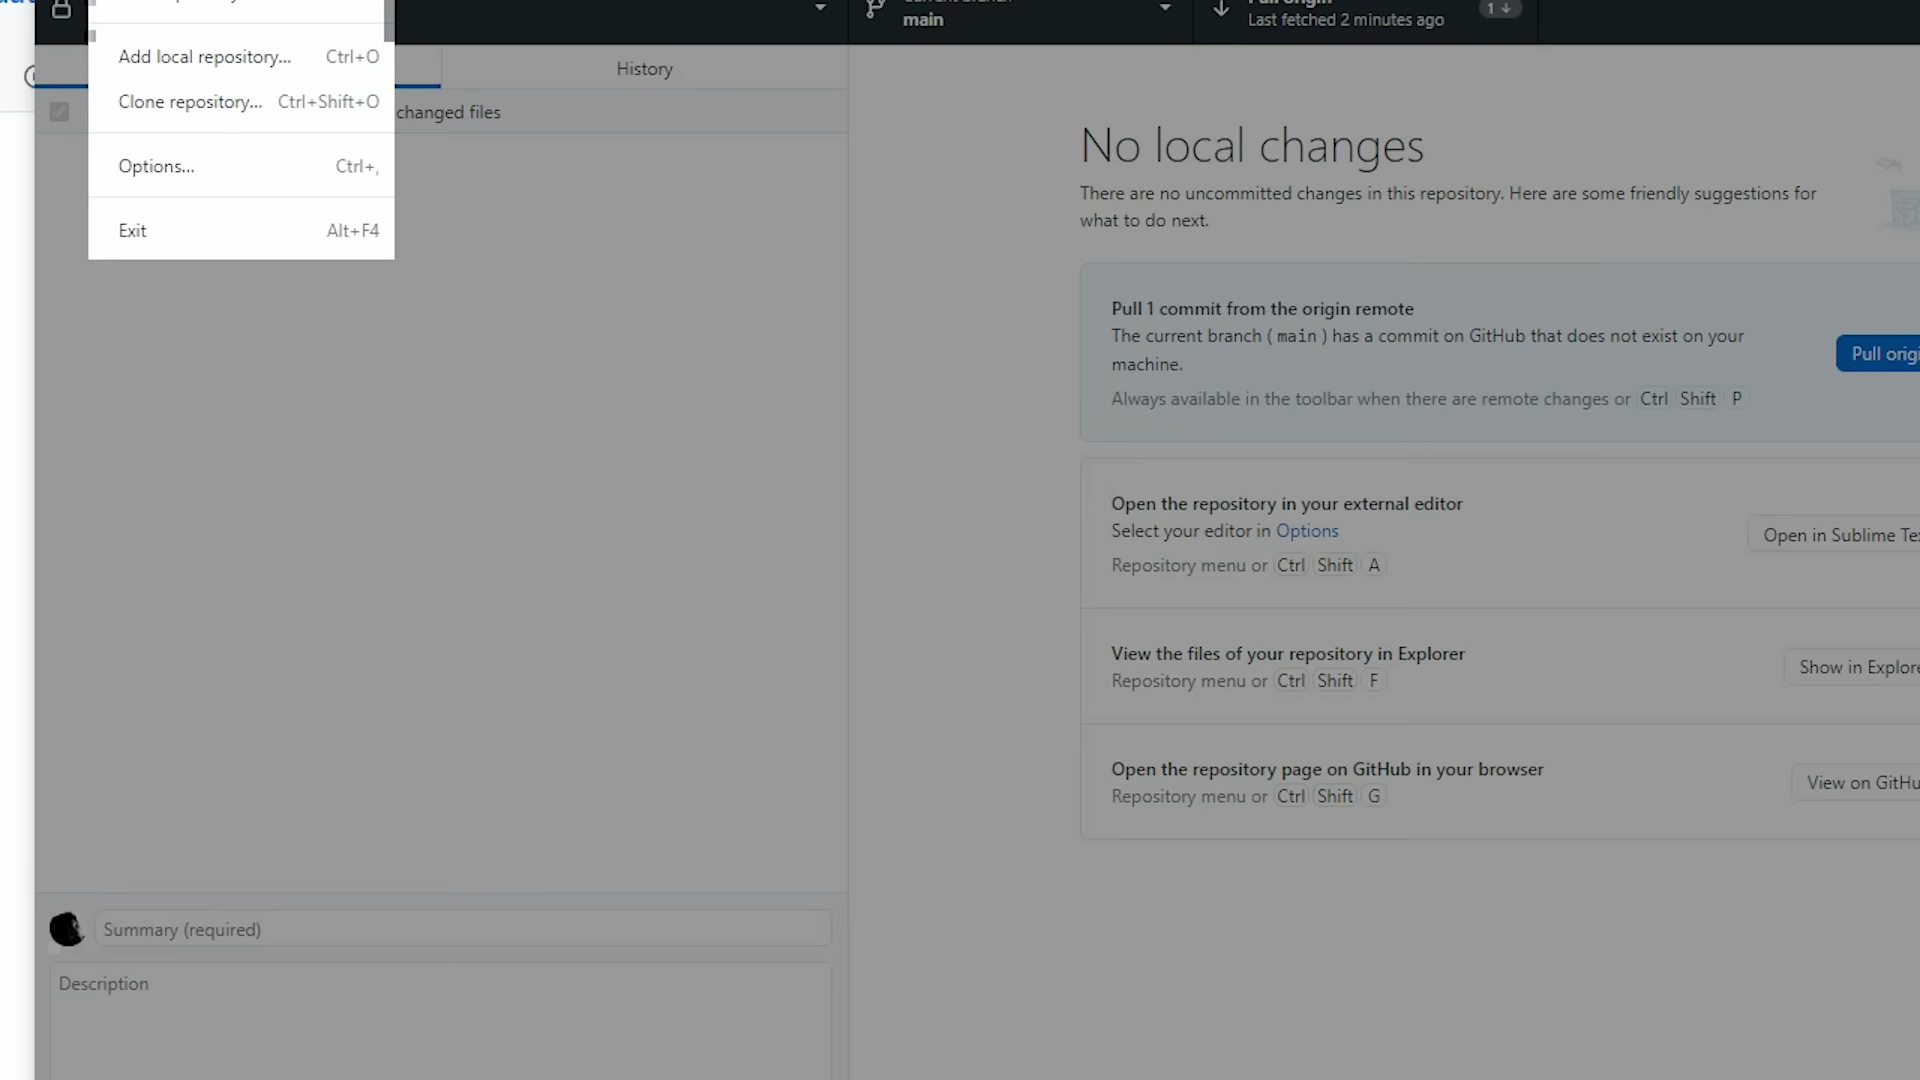 main
Pull origin
Last fetched 2 minutes ago
1
Add local repository... Ctrl+O
Clone repository... Ctrl+Shift+O
Options... Ctrl+,
Exit Alt+F4
History
changed files
No local changes
There are no uncommitted changes in this repository. Here are some friendly suggestions for
what to do next.
Pull 1 commit from the origin remote
The current branch ( main ) has a commit on GitHub that does not exist on your
machine.
Always available in the toolbar when there are remote changes or Ctrl Shift P
Pull origi
Open the repository in your external editor
Select your editor in Options
Repository menu or Ctrl Shift A
Open in Sublime Tex
View the files of your repository in Explorer
Repository menu or Ctrl Shift F
Show in Explore
Open the repository page on GitHub in your browser
Repository menu or Ctrl Shift G
View on GitHu
Summary (required)
Description